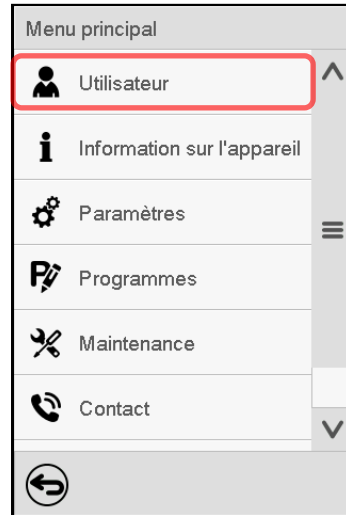 Menu principal
Utilisateur
Information sur l'appareil
Paramètres
Programmes
Maintenance
Contact